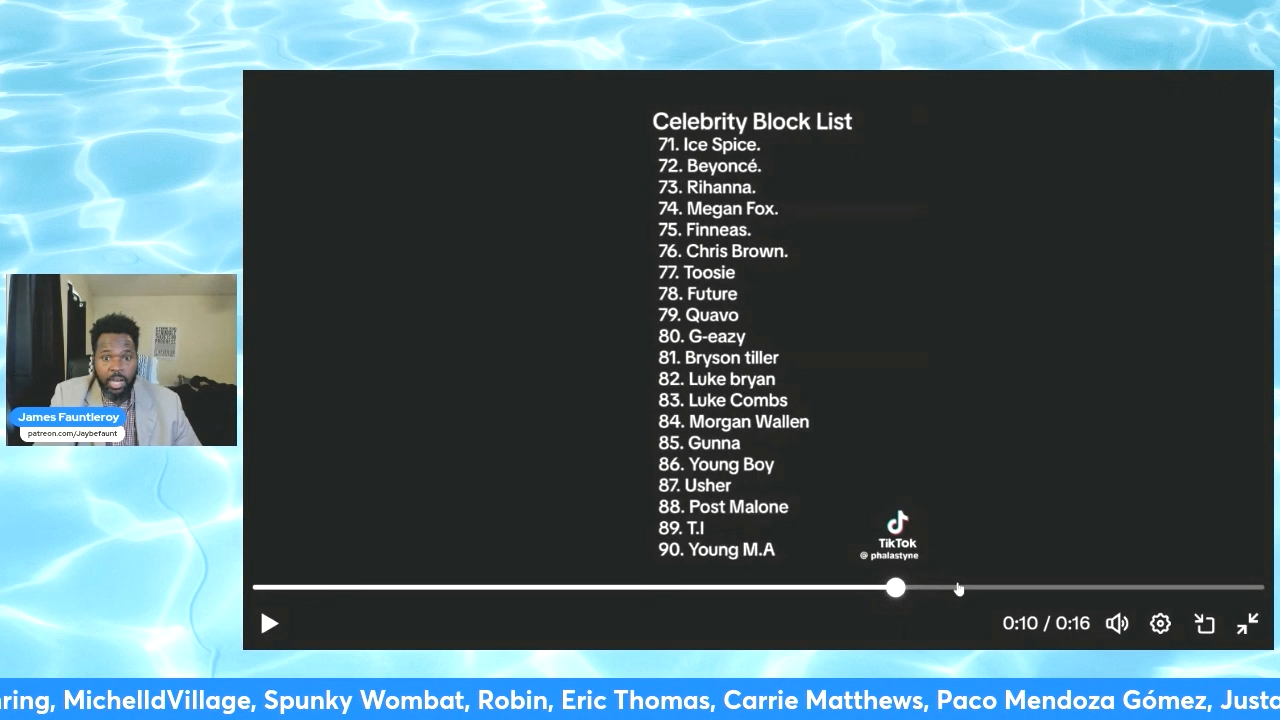 Celebrity Block List
71. Ice Spice.
72. Beyoncé.
73. Rihanna.
74. Megan Fox.
75. Finneas.
76. Chris Brown.
77. Toosie
78. Future
79. Quavo
80. G-eazy
81. Bryson tiller
82. Luke bryan
83. Luke Combs
84. Morgan Wallen
85. Gunna
86. Young Boy
87. Usher
88. Post Malone
89. T.I
90. Young M.A
TikTok
@ phalastyne
0:10 / 0:16
James Fauntleroy
patreon.com/Jaybefaunt
MichelldVillage, Spunky Wombat, Robin, Eric Thomas, Carrie Matthews, Paco Mendoza Gómez,